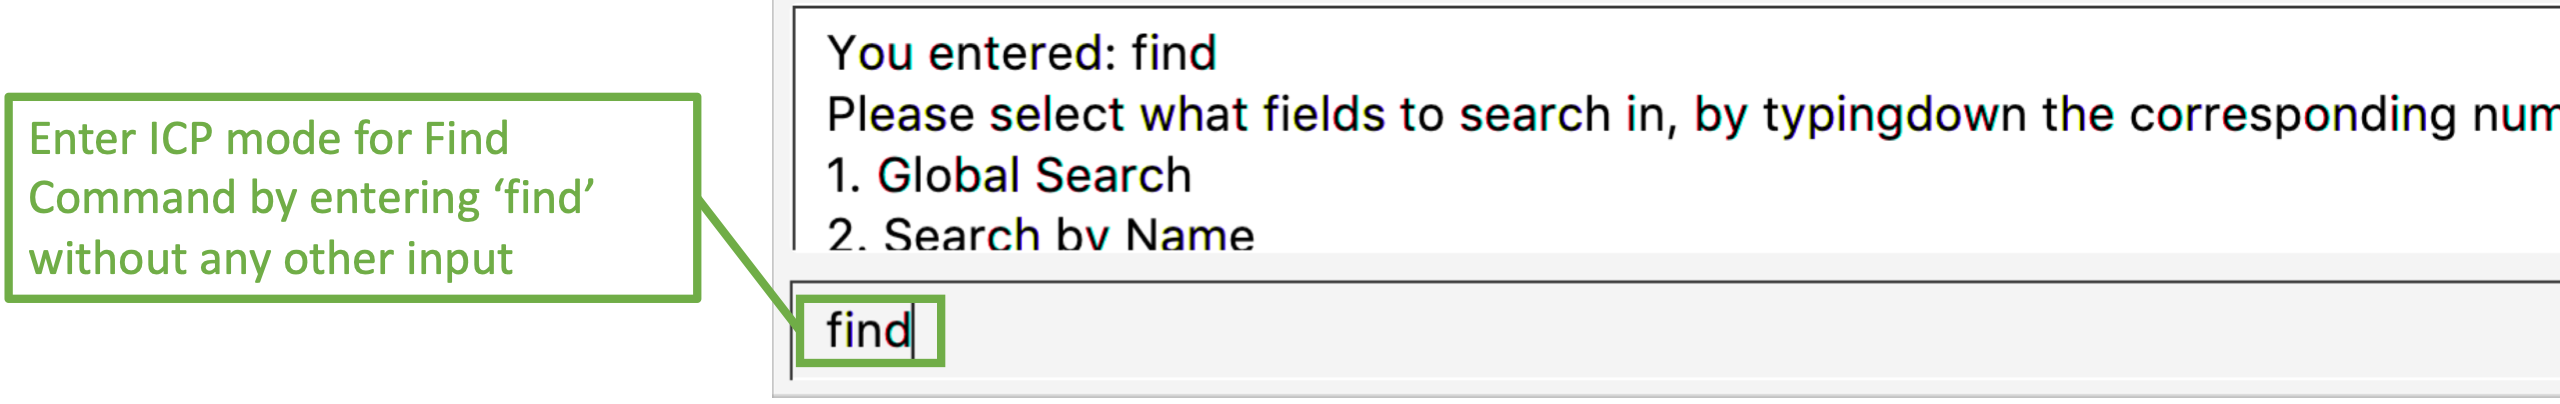 Enter ICP mode for Find
Command by entering ‘find’
without any other input
You entered: find
Please select what fields to search in, by typingdown the corresponding
1. Global Search
2. Search by Name
find